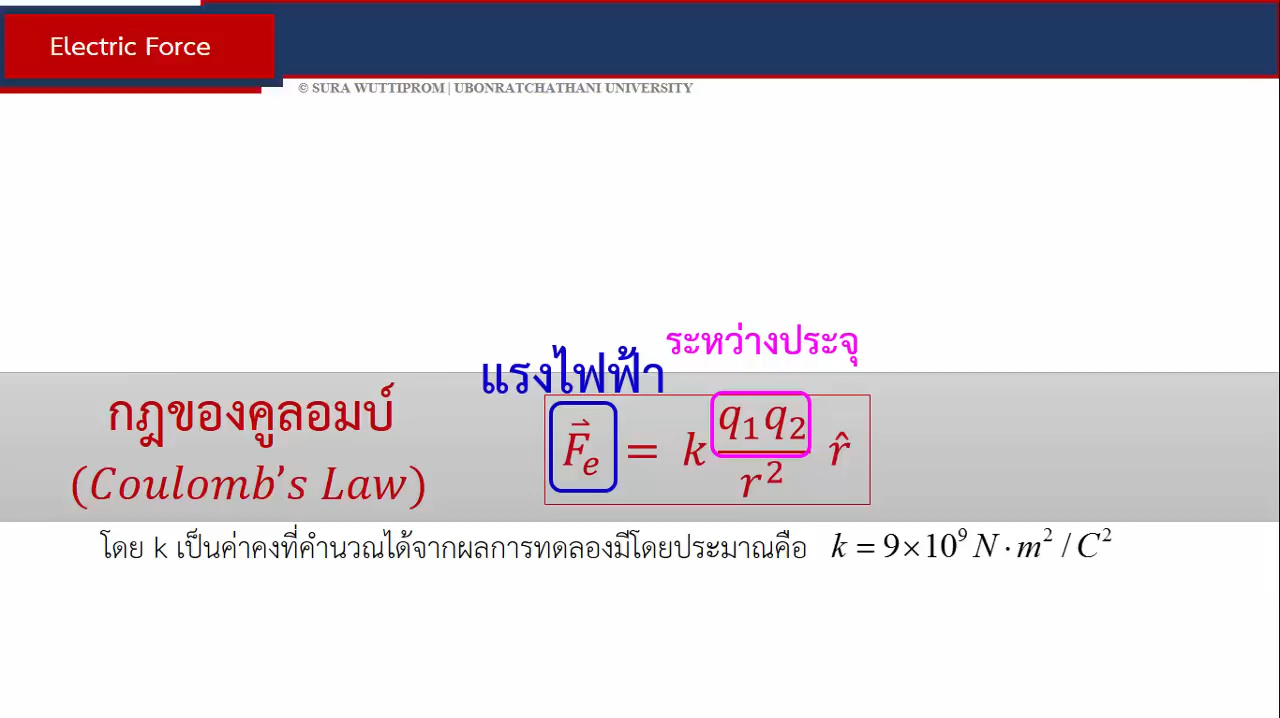 Electric Force
© SURA WUTTIPROM | UBONRATCHATHANI UNIVERSITY
ระหว่างประจุ
แรงไฟฟ้า
กฎของคูลอมบ์
(Coulomb’s Law)
F⃗ₑ = k q₁q₂ / r² r̂
โดย k เป็นค่าคงที่คำนวณได้จากผลการทดลองมีโดยประมาณคือ k = 9×10⁹ N·m² / C²